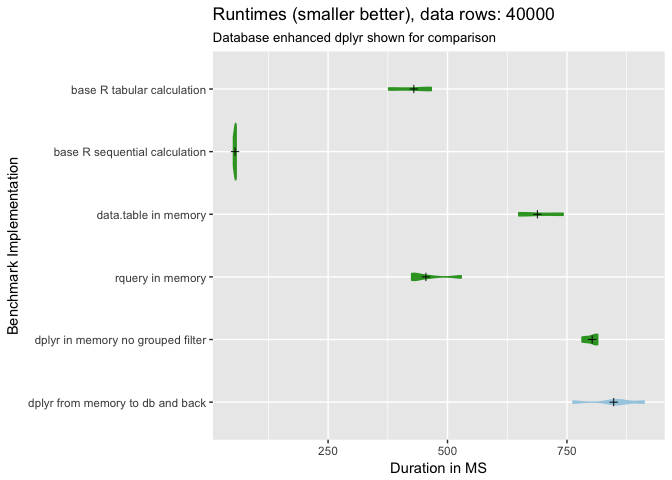 Runtimes (smaller better), data rows: 40000
Database enhanced dplyr shown for comparison
Benchmark Implementation
base R tabular calculation
base R sequential calculation
data.table in memory
rquery in memory
dplyr in memory no grouped filter
dplyr from memory to db and back
250 500 750
Duration in MS